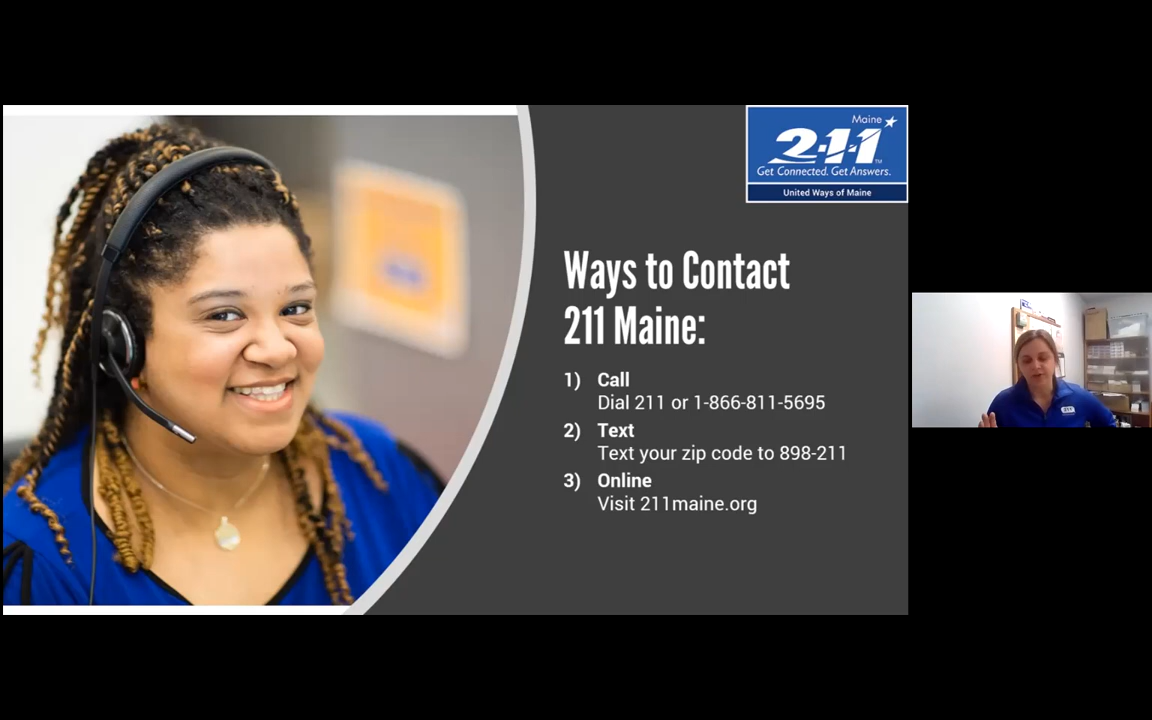 Maine
2-1-1
TM
Get Connected. Get Answers.
United Ways of Maine
Ways to Contact
211 Maine:
1) Call
Dial 211 or 1-866-811-5695
2) Text
Text your zip code to 898-211
3) Online
Visit 211maine.org
211